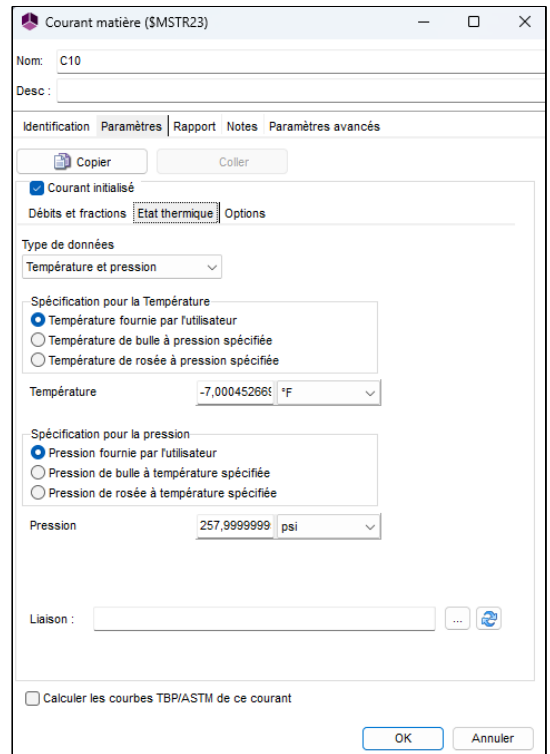 Courant matière ($MSTR23)
Nom: C10
Desc :
Identification Paramètres Rapport Notes Paramètres avancés
Copier Coller
Courant initialisé
Débits et fractions Etat thermique Options
Type de données
Température et pression
Spécification pour la Température
Température fournie par l'utilisateur
Température de bulle à pression spécifiée
Température de rosée à pression spécifiée
Température -7,000452669 °F
Spécification pour la pression
Pression fournie par l'utilisateur
Pression de bulle à température spécifiée
Pression de rosée à température spécifiée
Pression 257,9999999 psi
Liaison : ...
Calculer les courbes TBP/ASTM de ce courant
OK Annuler